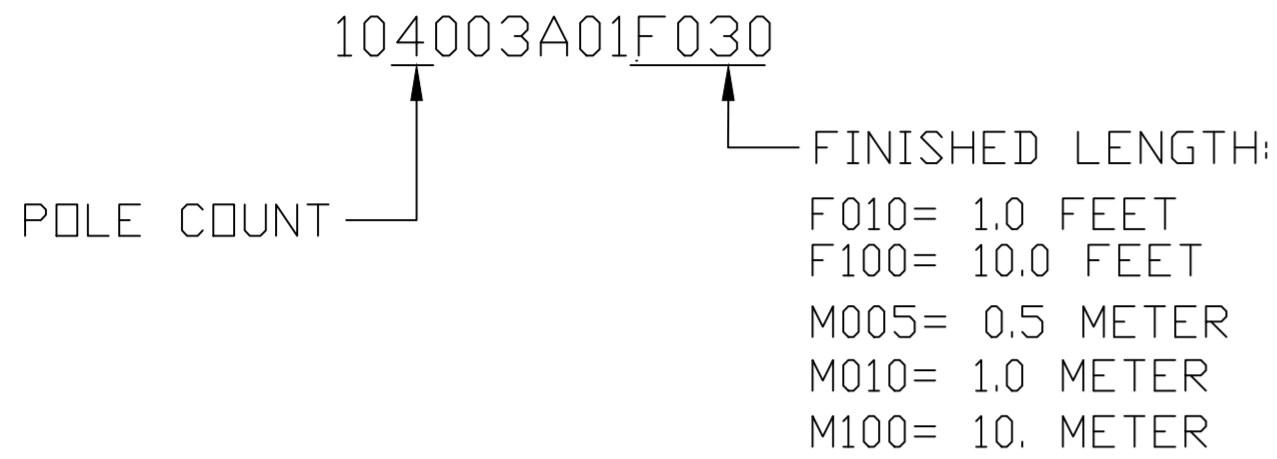 104003A01F030
FINISHED LENGTH:
POLE COUNT
F010= 1.0 FEET
F100= 10.0 FEET
M005= 0.5 METER
M010= 1.0 METER
M100= 10. METER